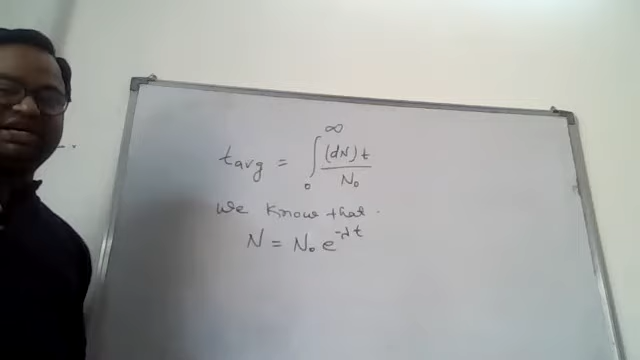 t_avg = ∫₀^∞ (dN) t / N₀
We know that.
N = N₀ e^{-λt}